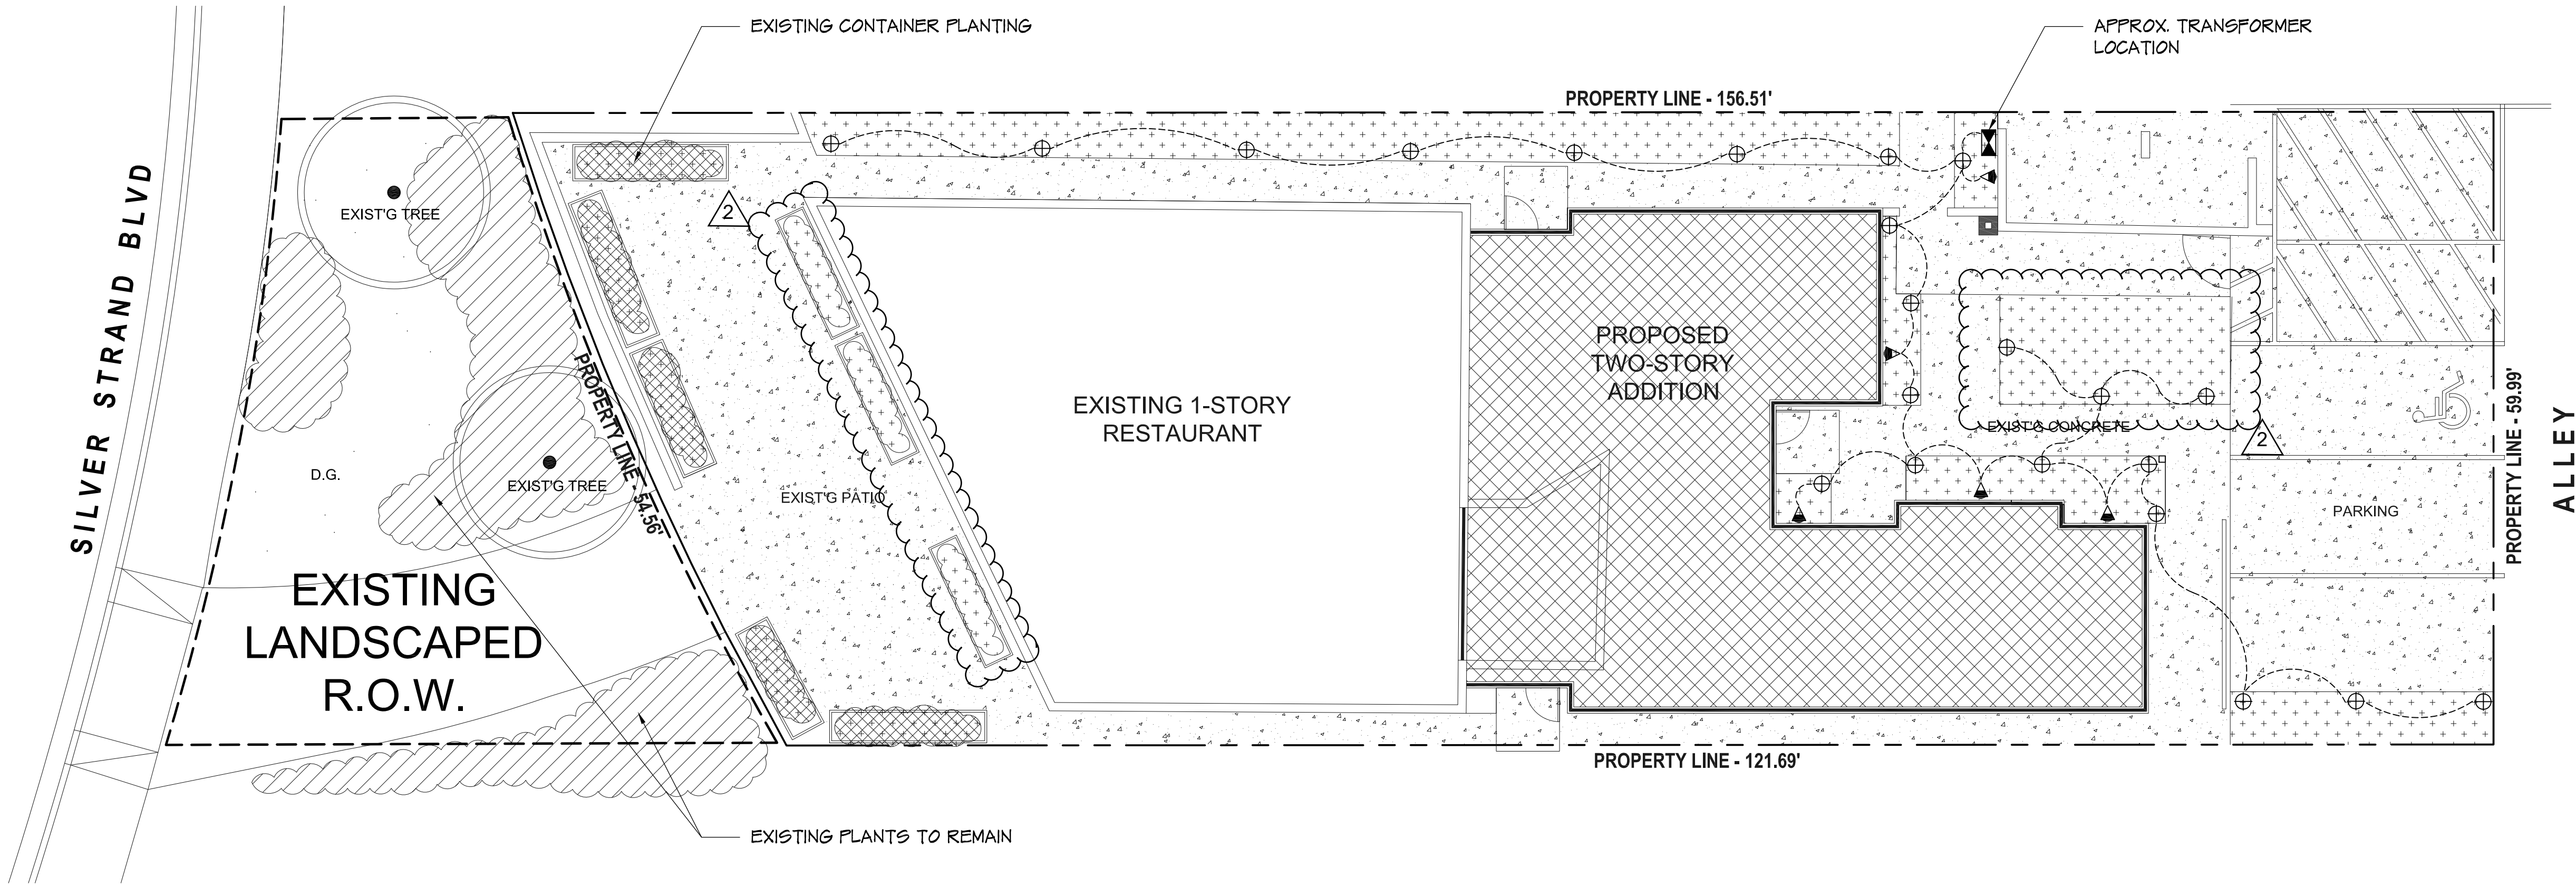 EXISTING CONTAINER PLANTING
APPROX. TRANSFORMER
LOCATION
PROPERTY LINE - 156.51'
SILVER STRAND BLVD
EXIST'G TREE
2
PROPOSED
TWO-STORY
ADDITION
EXISTING 1-STORY
RESTAURANT
PROPERTY LINE - 54.56'
EXIST'G CONCRETE
2
PROPERTY LINE - 59.99'
ALLEY
D.G.
EXIST'G TREE
EXIST'G PATIO
PARKING
EXISTING
LANDSCAPED
R.O.W.
PROPERTY LINE - 121.69'
EXISTING PLANTS TO REMAIN